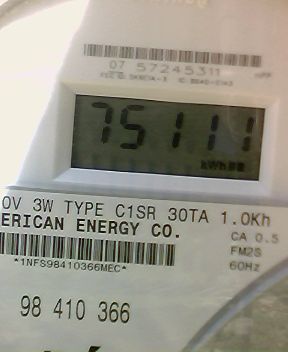 07 57245311
75111
kWh
0V 3W TYPE C1SR 30TA 1.0Kh
ERICAN ENERGY CO.
CA 0.5
*1NFS98410366MEC*
FM2S
60Hz
98 410 366